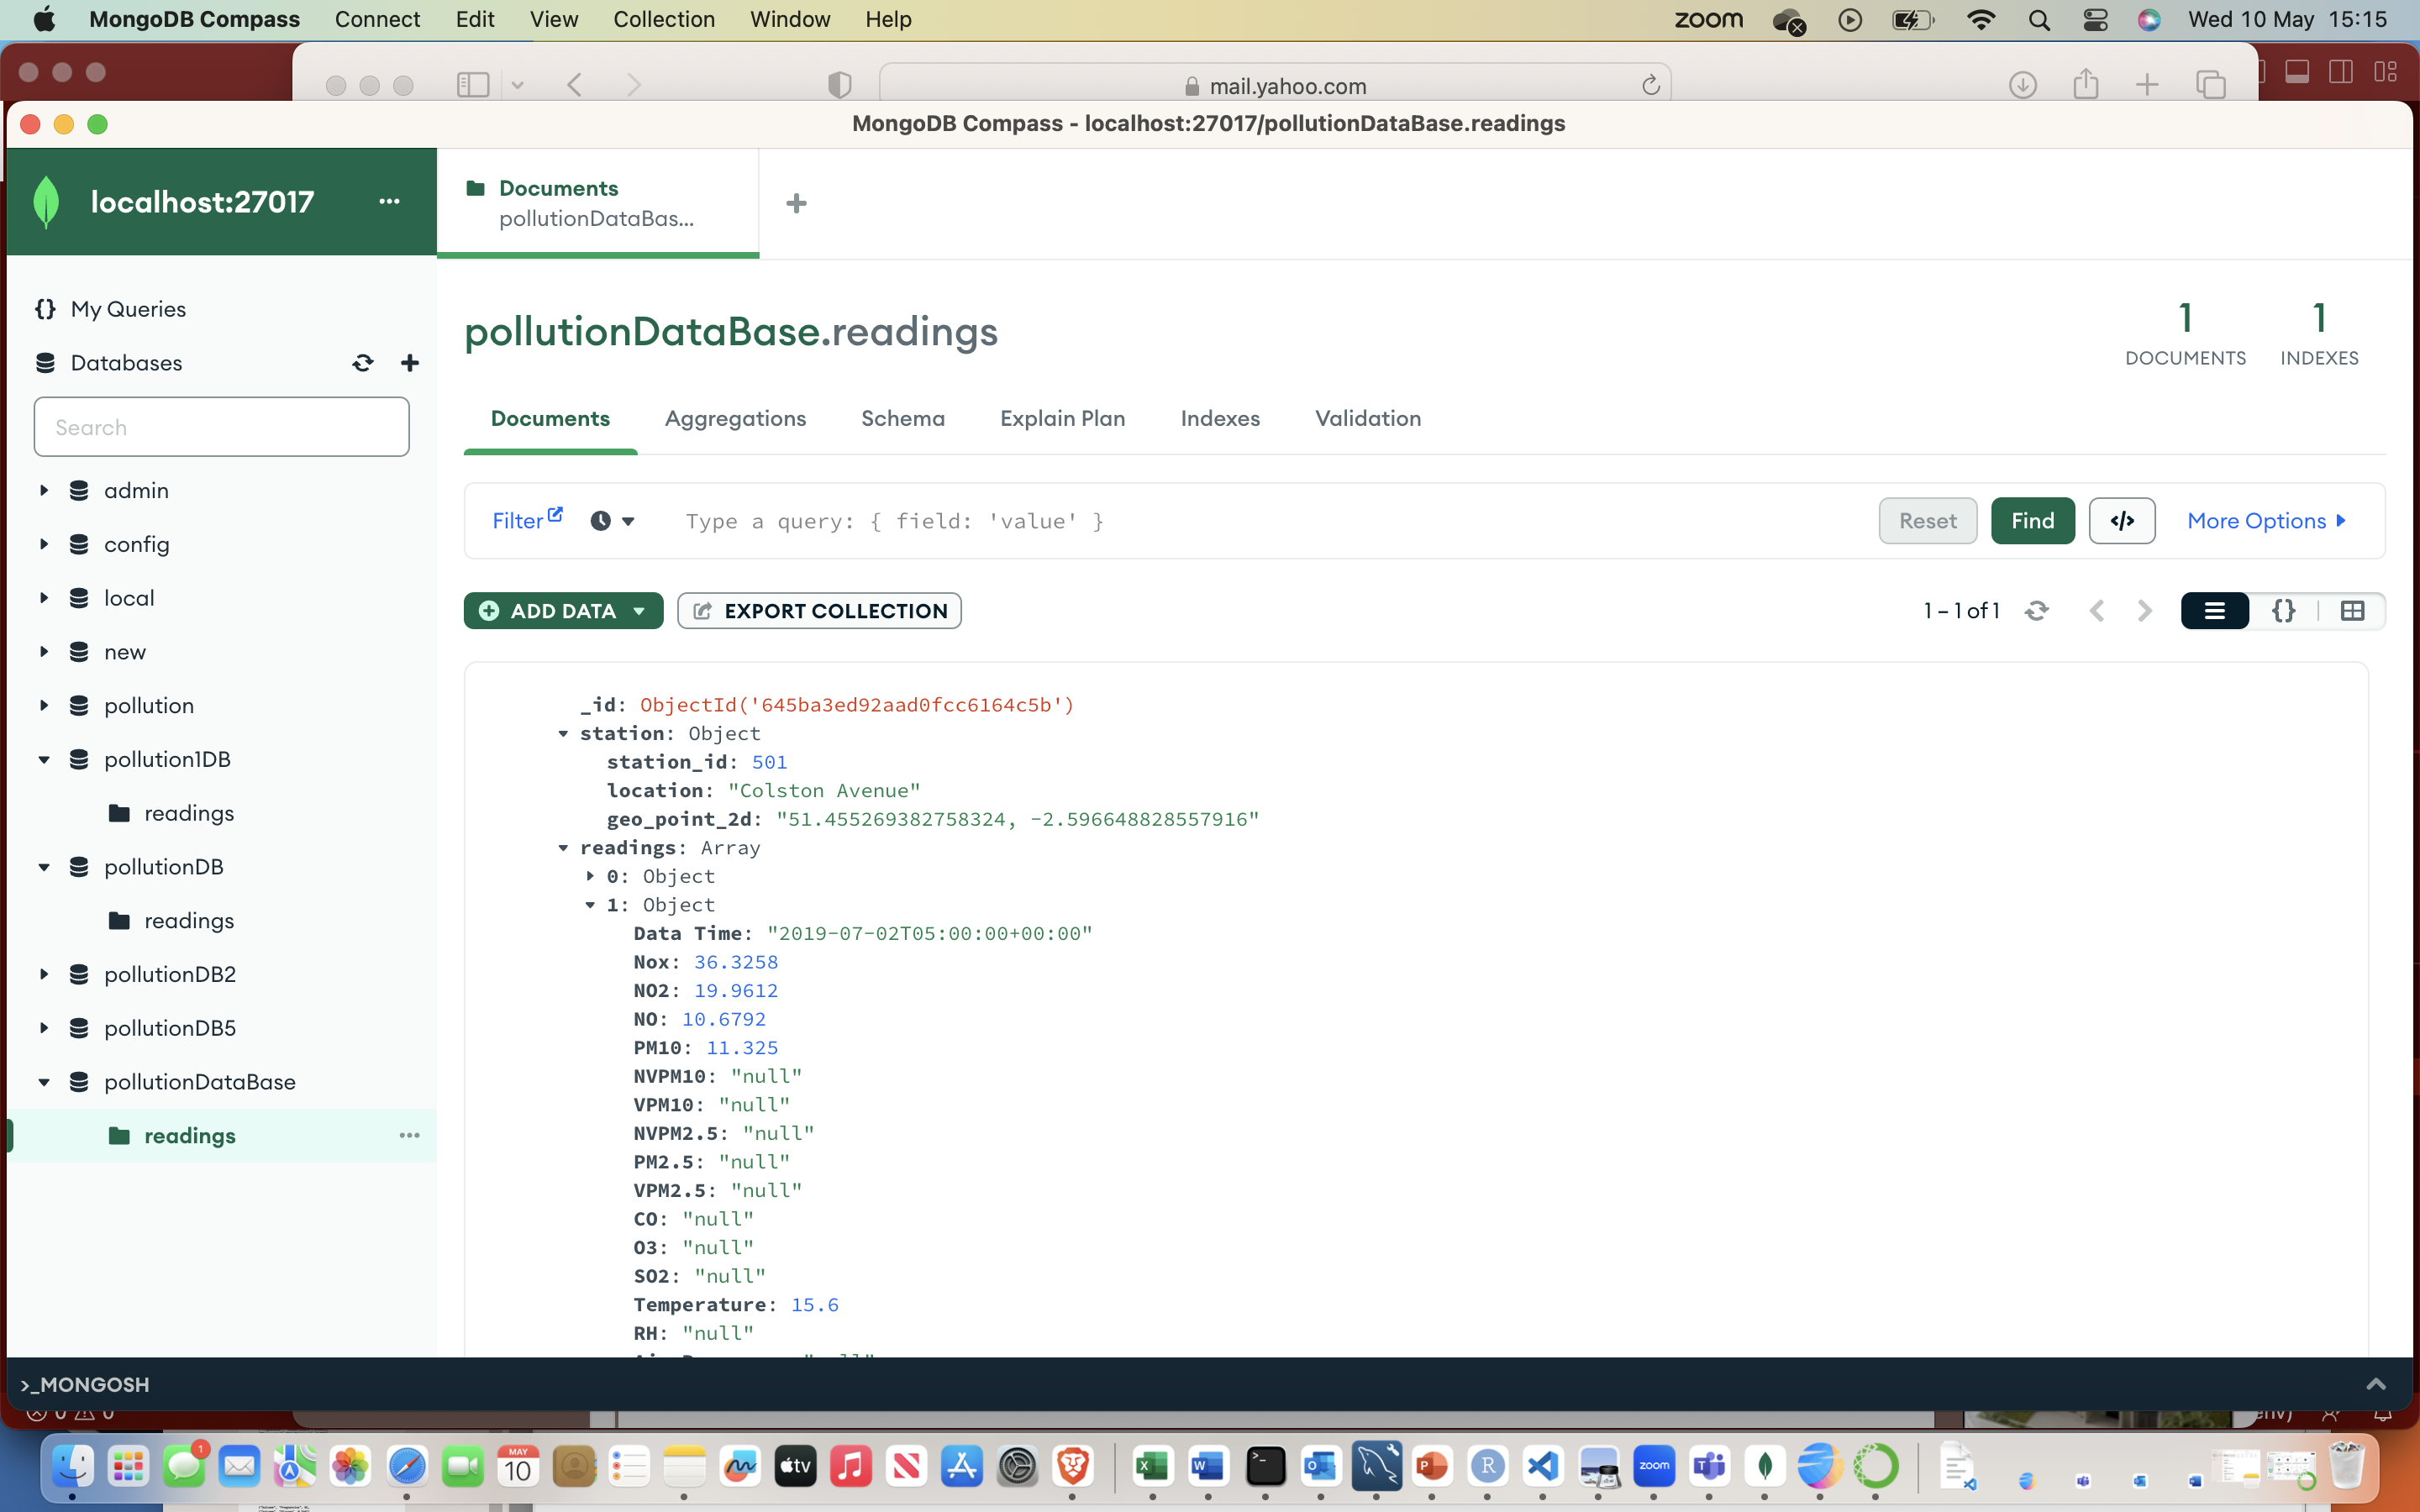 MongoDB Compass Connect Edit View Collection Window Help zoom Wed 10 May 15:15
mail.yahoo.com
MongoDB Compass - localhost:27017/pollutionDataBase.readings
localhost:27017
Documents
pollutionDataBas...
My Queries
Databases
Search
admin
config
local
new
pollution
pollution1DB
readings
pollutionDB
readings
pollutionDB2
pollutionDB5
pollutionDataBase
readings
pollutionDataBase.readings
1
DOCUMENTS
1
INDEXES
Documents Aggregations Schema Explain Plan Indexes Validation
Filter Type a query: { field: 'value' } Reset Find </> More Options
ADD DATA EXPORT COLLECTION 1 – 1 of 1 {}
_id: ObjectId('645ba3ed92aad0fcc6164c5b')
station: Object
station_id: 501
location: "Colston Avenue"
geo_point_2d: "51.455269382758324, -2.596648828557916"
readings: Array
0: Object
1: Object
Data Time: "2019-07-02T05:00:00+00:00"
Nox: 36.3258
NO2: 19.9612
NO: 10.6792
PM10: 11.325
NVPM10: "null"
VPM10: "null"
NVPM2.5: "null"
PM2.5: "null"
VPM2.5: "null"
CO: "null"
O3: "null"
SO2: "null"
Temperature: 15.6
RH: "null"
>_MONGOSH
1
MAY
10
tv
zoom